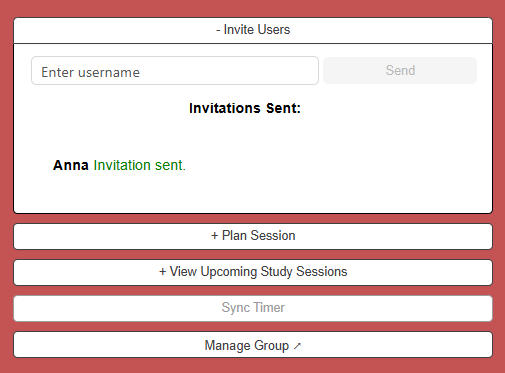 - Invite Users
Enter username
Send
Invitations Sent:
Anna Invitation sent.
+ Plan Session
+ View Upcoming Study Sessions
Sync Timer
Manage Group ↗